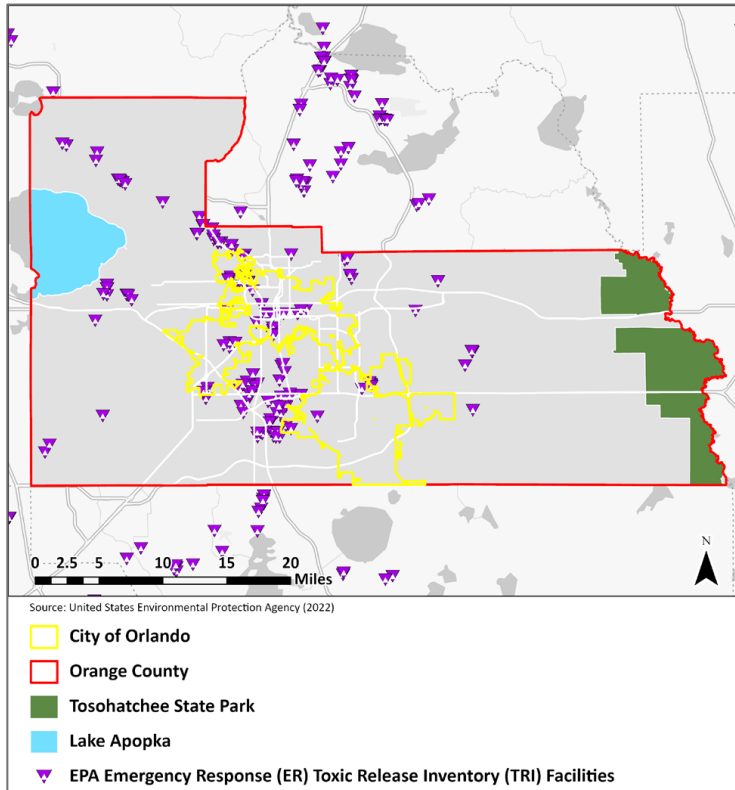 N
0 2.5 5 10 15 20
Miles
Source: United States Environmental Protection Agency (2022)
City of Orlando
Orange County
Tosohatchee State Park
Lake Apopka
EPA Emergency Response (ER) Toxic Release Inventory (TRI) Facilities